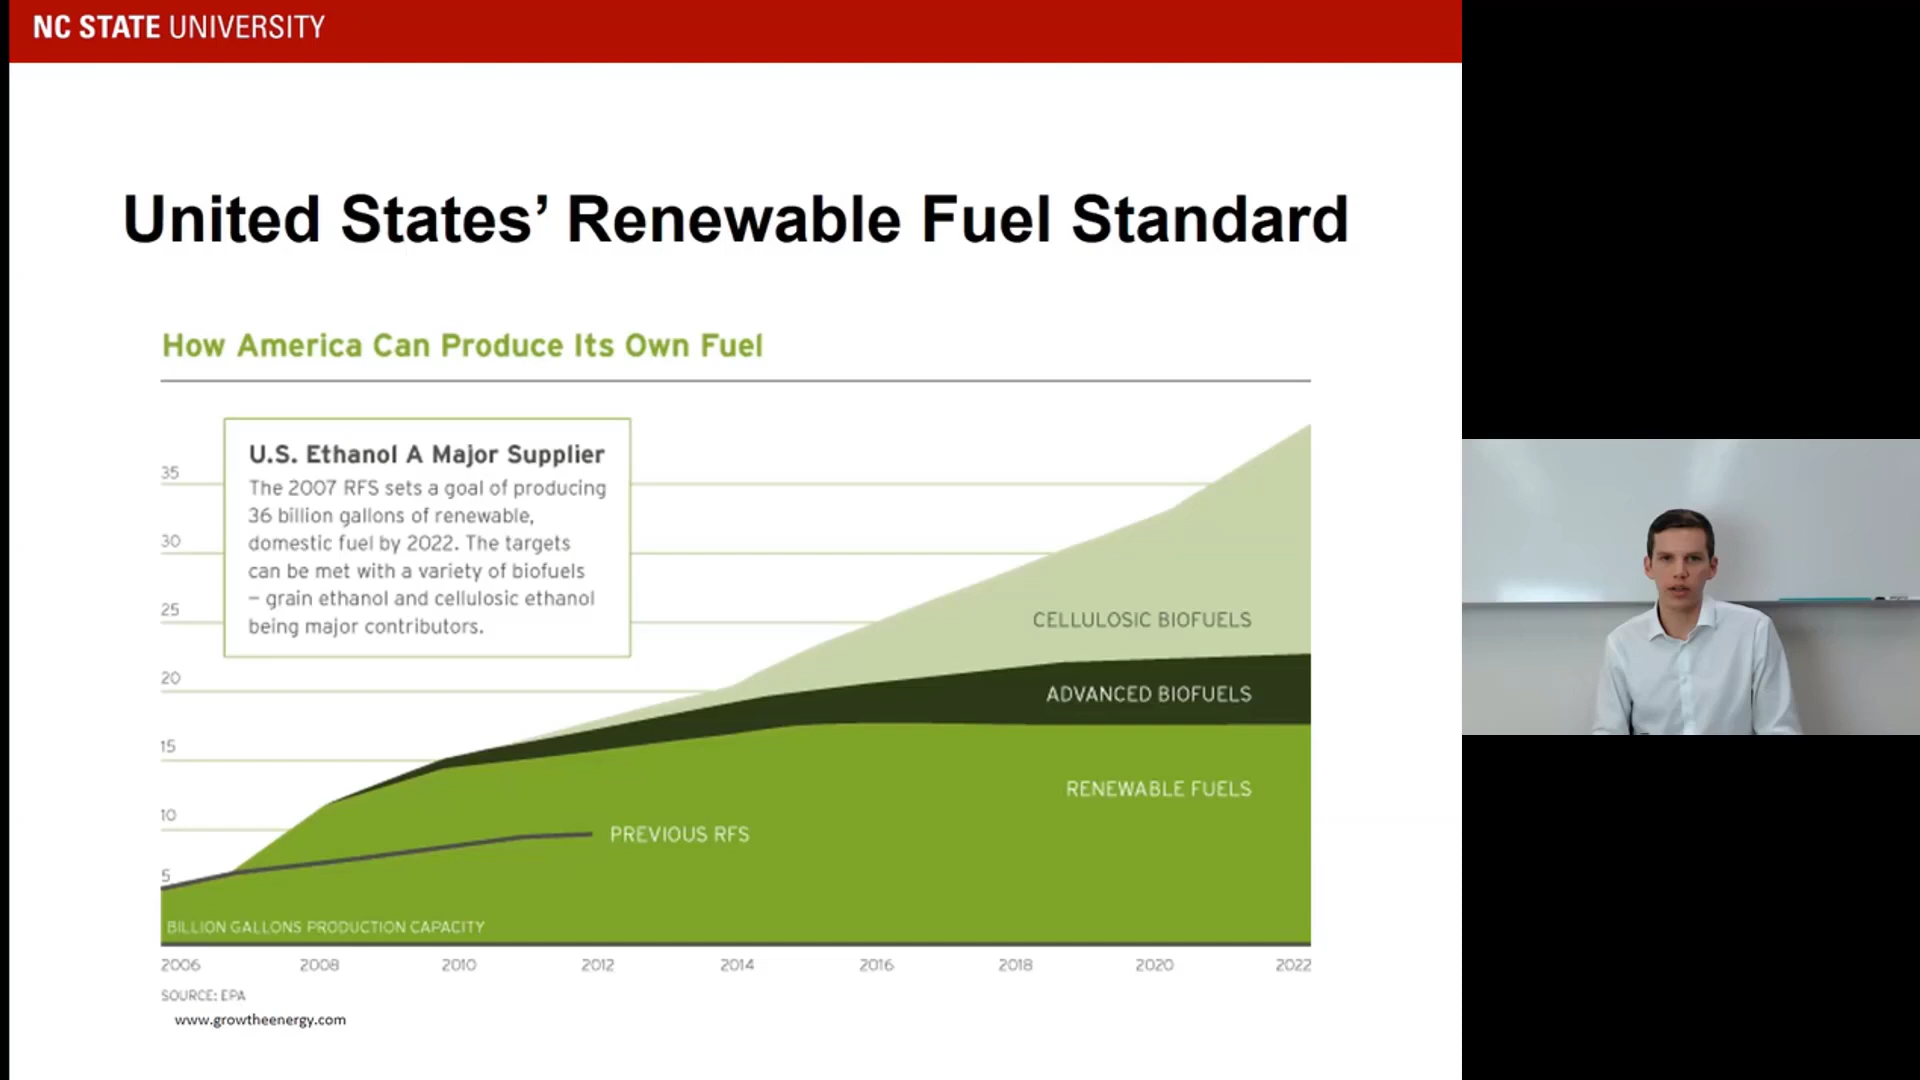 NC STATE UNIVERSITY
United States’ Renewable Fuel Standard
How America Can Produce Its Own Fuel
U.S. Ethanol A Major Supplier
The 2007 RFS sets a goal of producing
36 billion gallons of renewable,
domestic fuel by 2022. The targets
can be met with a variety of biofuels
– grain ethanol and cellulosic ethanol
being major contributors.
35
30
25
20
15
10
5
CELLULOSIC BIOFUELS
ADVANCED BIOFUELS
RENEWABLE FUELS
PREVIOUS RFS
BILLION GALLONS PRODUCTION CAPACITY
2006 2008 2010 2012 2014 2016 2018 2020 2022
SOURCE: EPA
www.growtheenergy.com